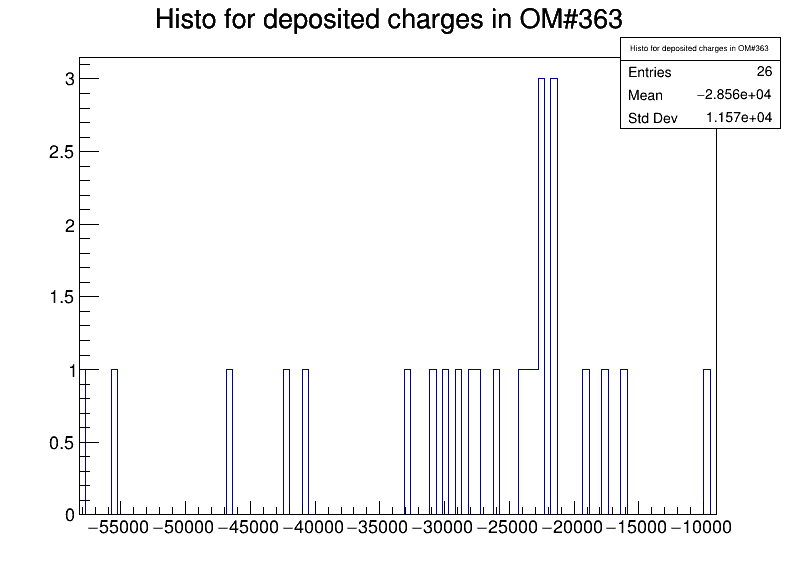 Histo for deposited charges in OM#363
Histo for deposited charges in OM#363
Entries 26
Mean −2.856e+04
Std Dev 1.157e+04
3
2.5
2
1.5
1
0.5
0
−55000 −50000 −45000 −40000 −35000 −30000 −25000 −20000 −15000 −10000